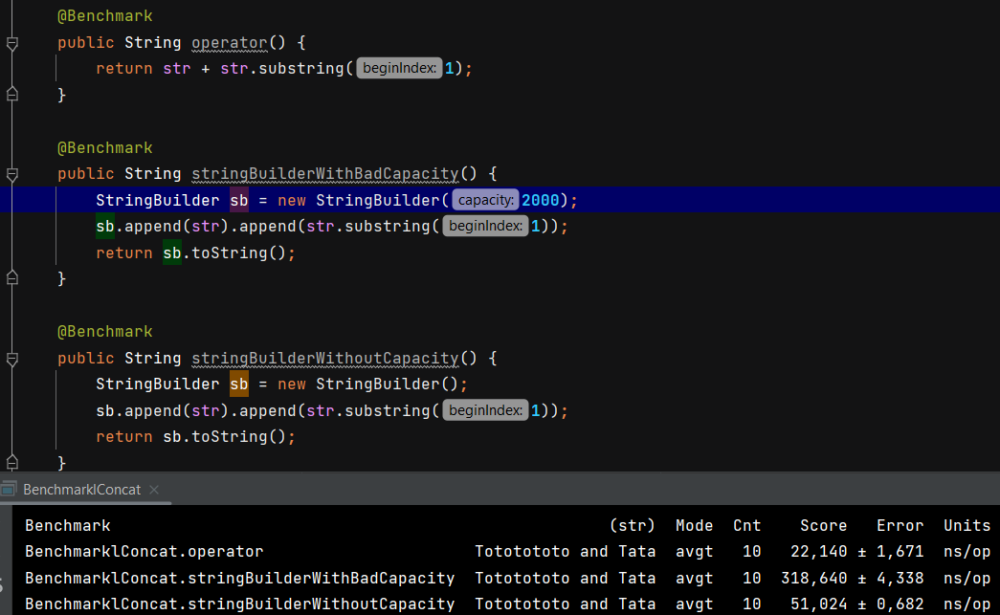 @Benchmark
public String operator() {
return str + str.substring( beginIndex: 1);
}
@Benchmark
public String stringBuilderWithBadCapacity() {
StringBuilder sb = new StringBuilder( capacity: 2000);
sb.append(str).append(str.substring( beginIndex: 1));
return sb.toString();
}
@Benchmark
public String stringBuilderWithoutCapacity() {
StringBuilder sb = new StringBuilder();
sb.append(str).append(str.substring( beginIndex: 1));
return sb.toString();
}
BenchmarklConcat ×
Benchmark (str) Mode Cnt Score Error Units
BenchmarklConcat.operator Tototototo and Tata avgt 10 22,140 ± 1,671 ns/op
BenchmarklConcat.stringBuilderWithBadCapacity Tototototo and Tata avgt 10 318,640 ± 4,338 ns/op
BenchmarklConcat.stringBuilderWithoutCapacity Tototototo and Tata avgt 10 51,024 ± 0,682 ns/op